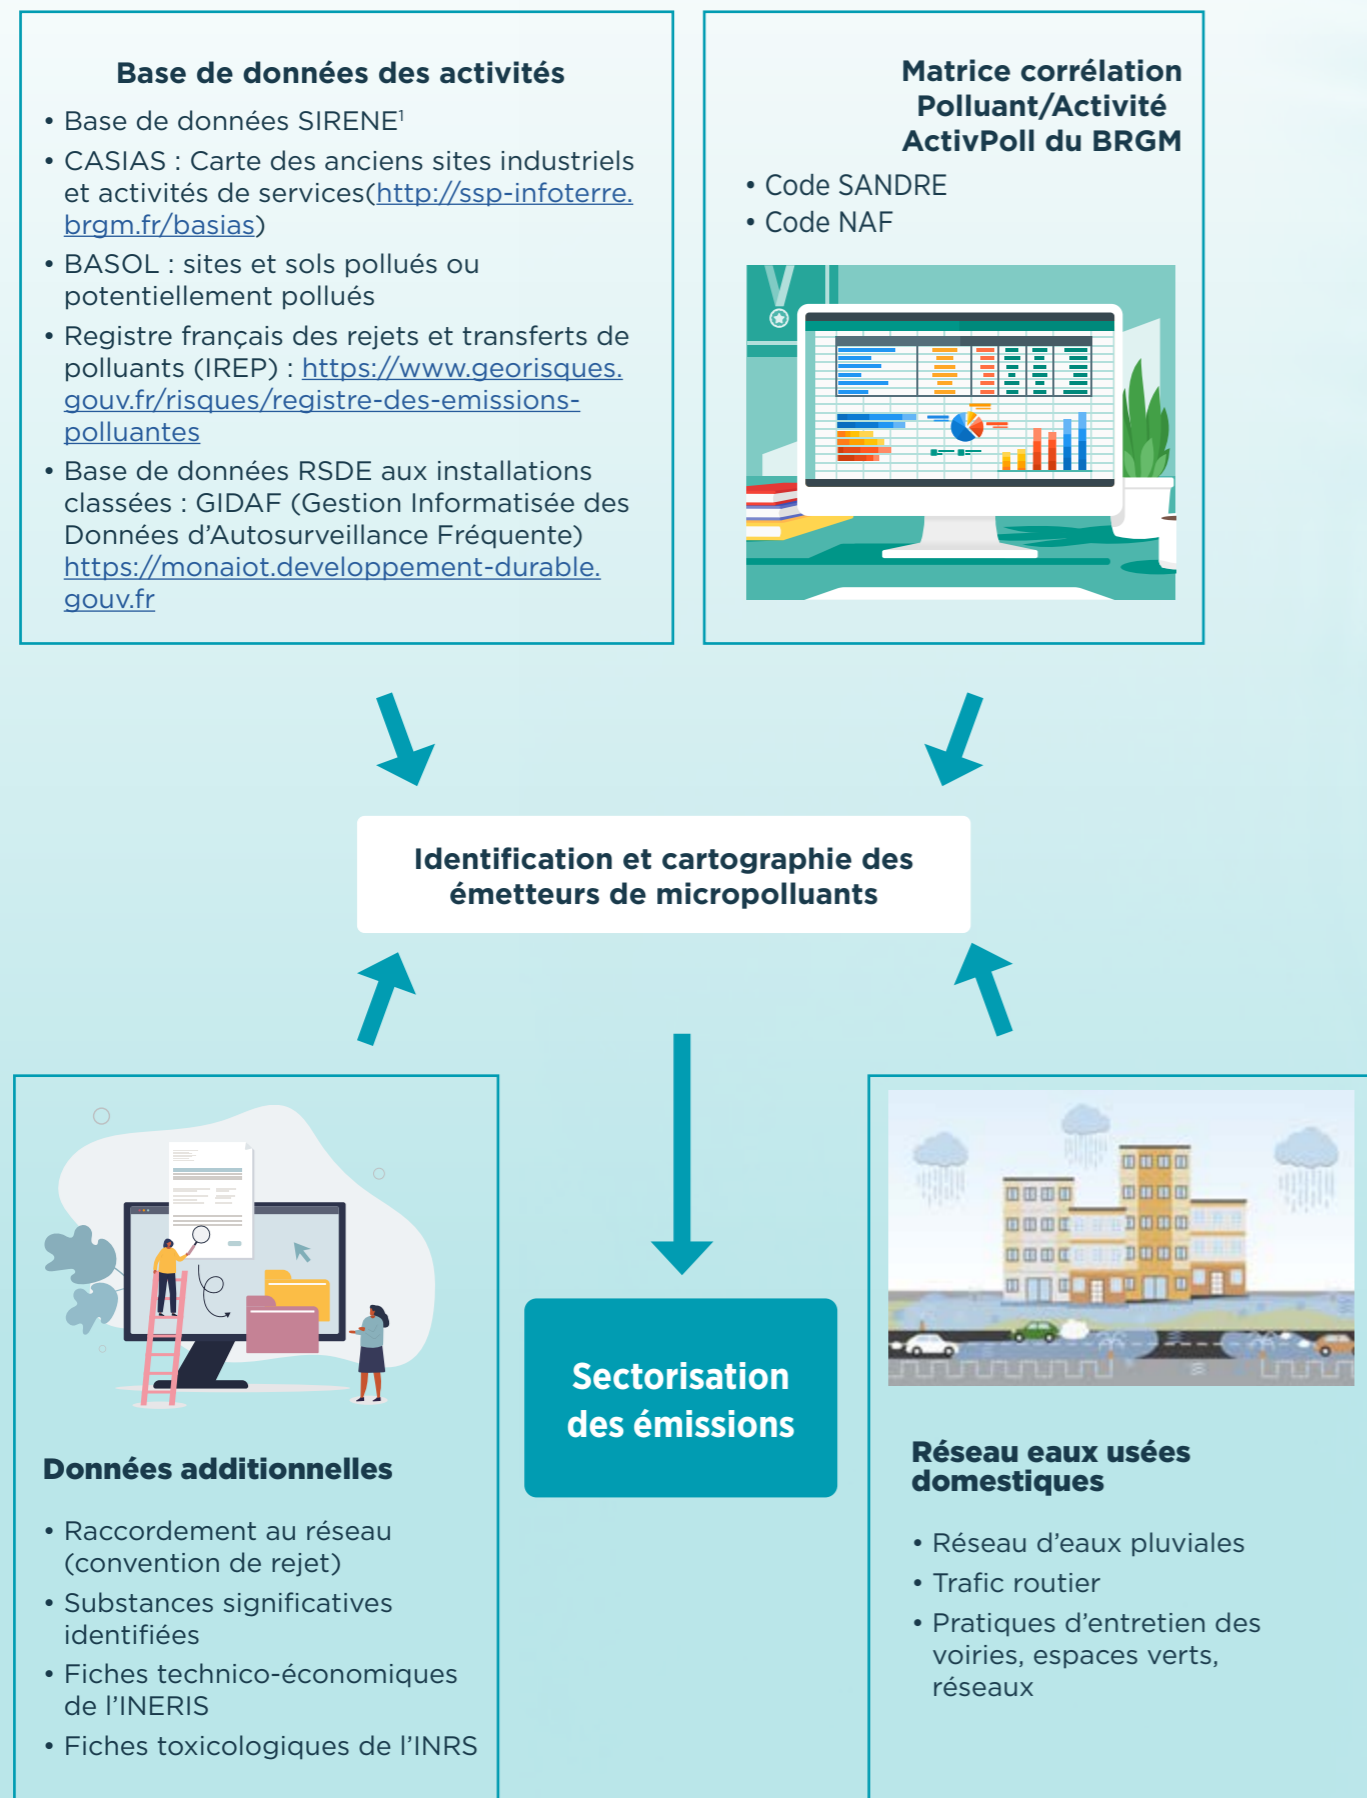 Base de données des activités
• Base de données SIRENE¹
• CASIAS : Carte des anciens sites industriels
et activités de services(http://ssp-infoterre.
brgm.fr/basias)
• BASOL : sites et sols pollués ou
potentiellement pollués
• Registre français des rejets et transferts de
polluants (IREP) : https://www.georisques.
gouv.fr/risques/registre-des-emissions-
polluantes
• Base de données RSDE aux installations
classées : GIDAF (Gestion Informatisée des
Données d’Autosurveillance Fréquente)
https://monaiot.developpement-durable.
gouv.fr
Matrice corrélation
Polluant/Activité
ActivPoll du BRGM
• Code SANDRE
• Code NAF
Identification et cartographie des
émetteurs de micropolluants
Données additionnelles
• Raccordement au réseau
(convention de rejet)
• Substances significatives
identifiées
• Fiches technico-économiques
de l’INERIS
• Fiches toxicologiques de l’INRS
Sectorisation
des émissions
Réseau eaux usées
domestiques
• Réseau d’eaux pluviales
• Trafic routier
• Pratiques d’entretien des
voiries, espaces verts,
réseaux